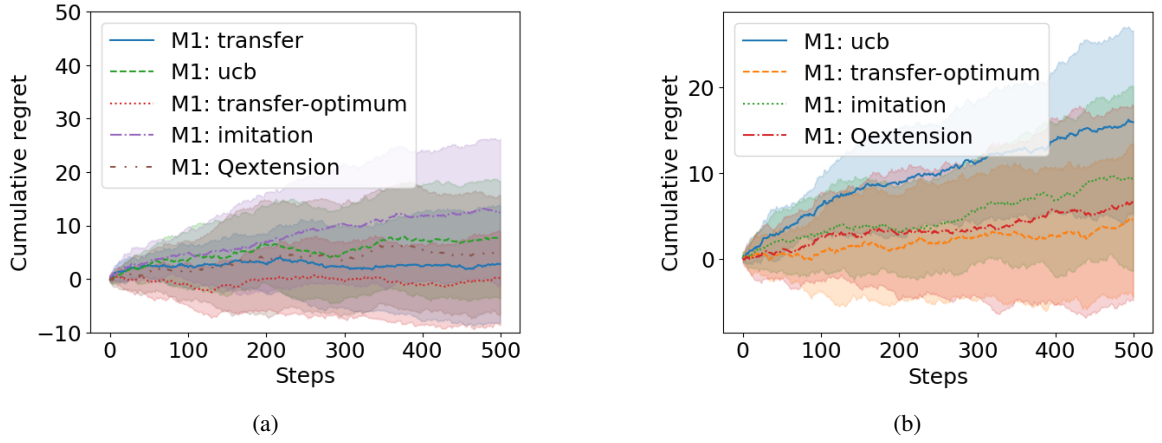 50
40
30
20
10
0
−10
Cumulative regret
M1: transfer
M1: ucb
M1: transfer-optimum
M1: imitation
M1: Qextension
0 100 200 300 400 500
Steps
(a)
20
10
0
Cumulative regret
M1: ucb
M1: transfer-optimum
M1: imitation
M1: Qextension
0 100 200 300 400 500
Steps
(b)